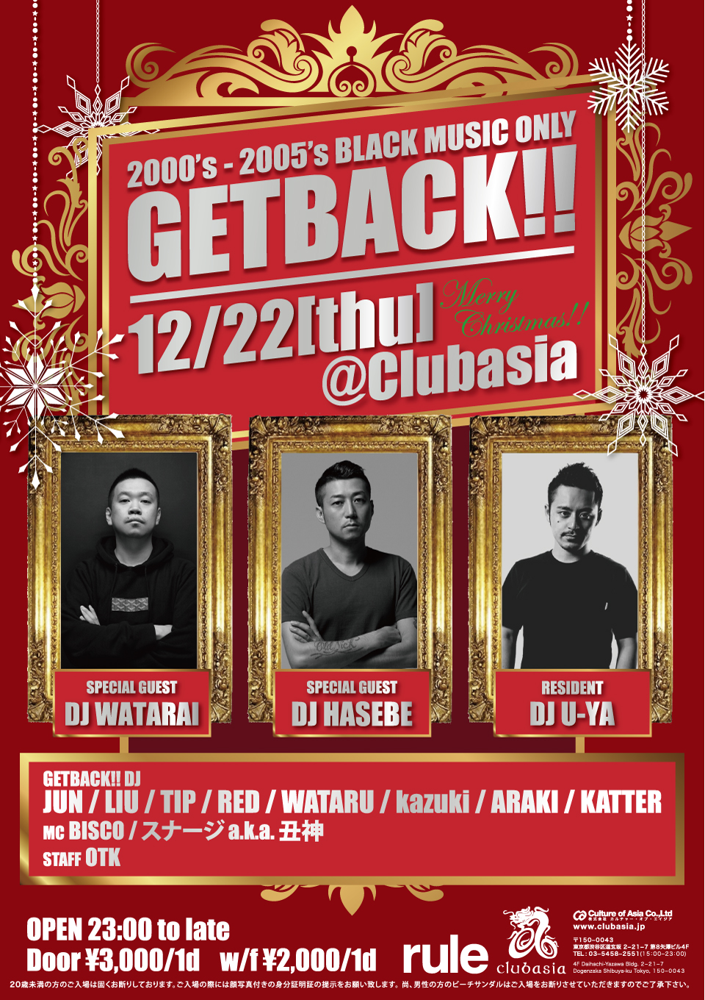 2000's - 2005's BLACK MUSIC ONLY
GETBACK!!
12/22[thu]
Merry
Christmas!!
@Clubasia
Old Nick
SPECIAL GUEST
DJ WATARAI
SPECIAL GUEST
DJ HASEBE
RESIDENT
DJ U-YA
GETBACK!! DJ
JUN / LIU / TIP / RED / WATARU / kazuki / ARAKI / KATTER
MC BISCO / スナージ a.k.a. 丑神
STAFF OTK
OPEN 23:00 to late
Door ¥3,000/1d w/f ¥2,000/1d
rule
clubasia
Culture of Asia Co.,Ltd
株式会社 カルチャー・オブ・エイジア
www.clubasia.jp
〒150-0043
東京都渋谷区道玄坂 2-21-7 第8矢澤ビル4F
TEL: 03-5458-2551(15:00-23:00)
4F Daihachi-Yazawa Bldg. 2-21-7
Dogenzaka Shibuya-ku Tokyo, 150-0043
20歳未満の方のご入場は固くお断りしております。ご入場の際には顔写真付きの身分証明証の提示をお願い致します。尚、男性の方のビーチサンダルはご入場をお断りさせていただきますのでご了承下さい。